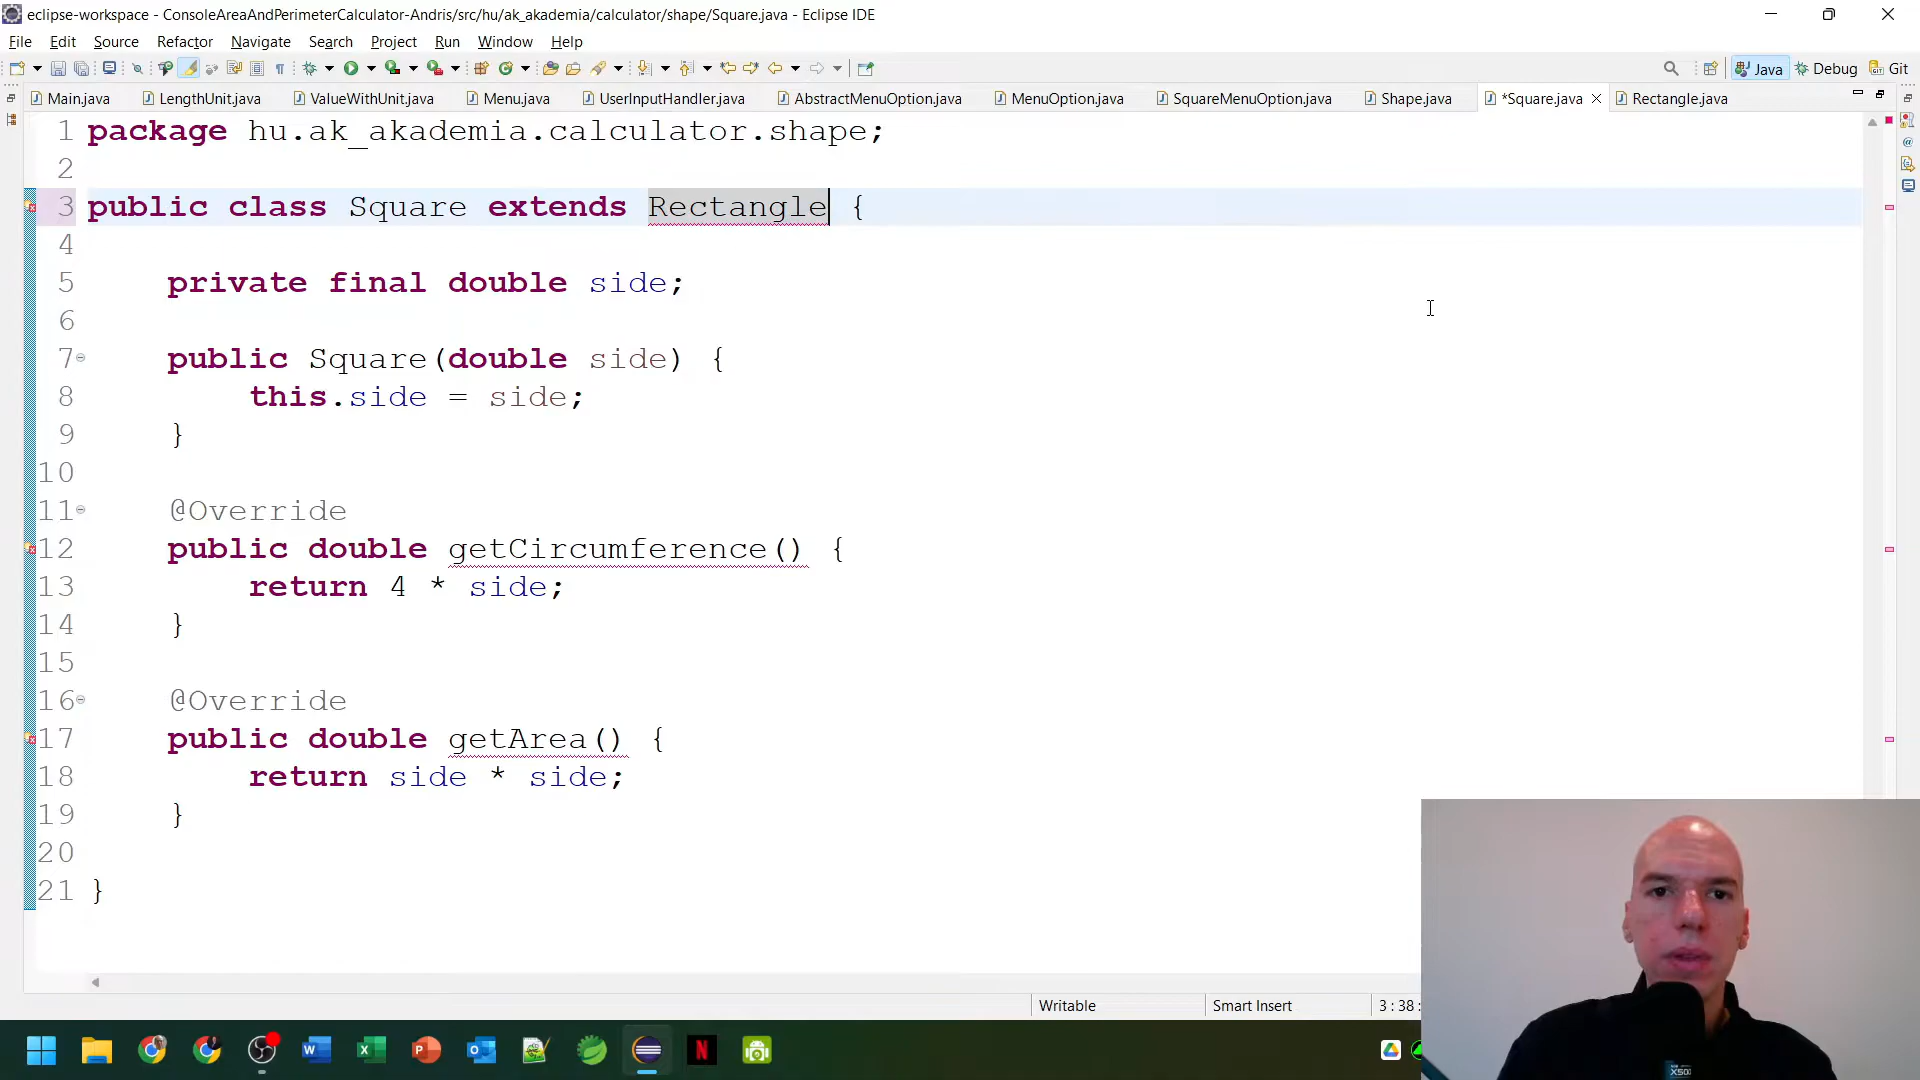 eclipse-workspace - ConsoleAreaAndPerimeterCalculator-Andris/src/hu/ak_akademia/calculator/shape/Square.java - Eclipse IDE
File Edit Source Refactor Navigate Search Project Run Window Help
Java Debug Git
Main.java LengthUnit.java ValueWithUnit.java Menu.java UserInputHandler.java AbstractMenuOption.java MenuOption.java SquareMenuOption.java Shape.java *Square.java Rectangle.java
1 package hu.ak_akademia.calculator.shape;
2
3 public class Square extends Rectangle {
4
5 private final double side;
6
7 public Square(double side) {
8 this.side = side;
9 }
10
11 @Override
12 public double getCircumference() {
13 return 4 * side;
14 }
15
16 @Override
17 public double getArea() {
18 return side * side;
19 }
20
21 }
Writable Smart Insert 3 : 38 :